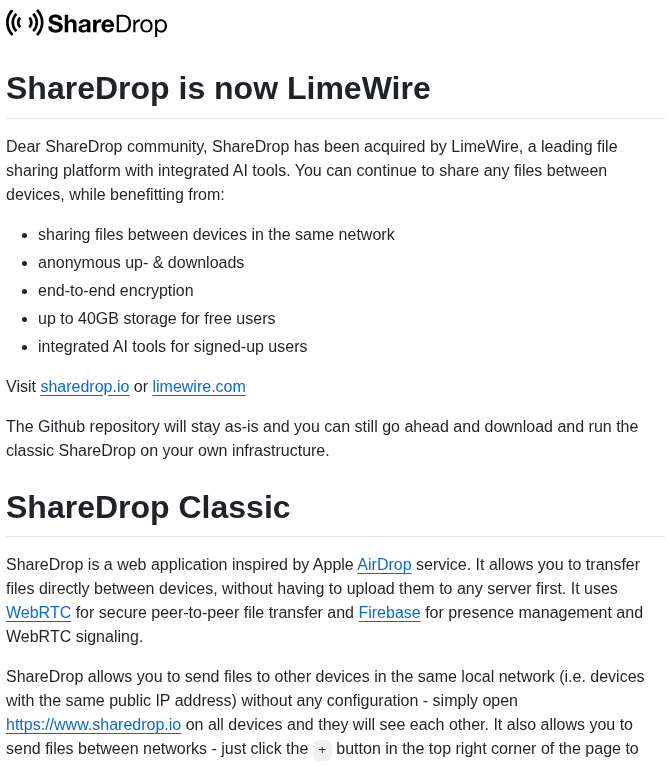 ShareDrop
ShareDrop is now LimeWire
Dear ShareDrop community, ShareDrop has been acquired by LimeWire, a leading file
sharing platform with integrated AI tools. You can continue to share any files between
devices, while benefitting from:
sharing files between devices in the same network
anonymous up- & downloads
end-to-end encryption
up to 40GB storage for free users
integrated AI tools for signed-up users
Visit sharedrop.io or limewire.com
The Github repository will stay as-is and you can still go ahead and download and run the
classic ShareDrop on your own infrastructure.
ShareDrop Classic
ShareDrop is a web application inspired by Apple AirDrop service. It allows you to transfer
files directly between devices, without having to upload them to any server first. It uses
WebRTC for secure peer-to-peer file transfer and Firebase for presence management and
WebRTC signaling.
ShareDrop allows you to send files to other devices in the same local network (i.e. devices
with the same public IP address) without any configuration - simply open
https://www.sharedrop.io on all devices and they will see each other. It also allows you to
send files between networks - just click the + button in the top right corner of the page to